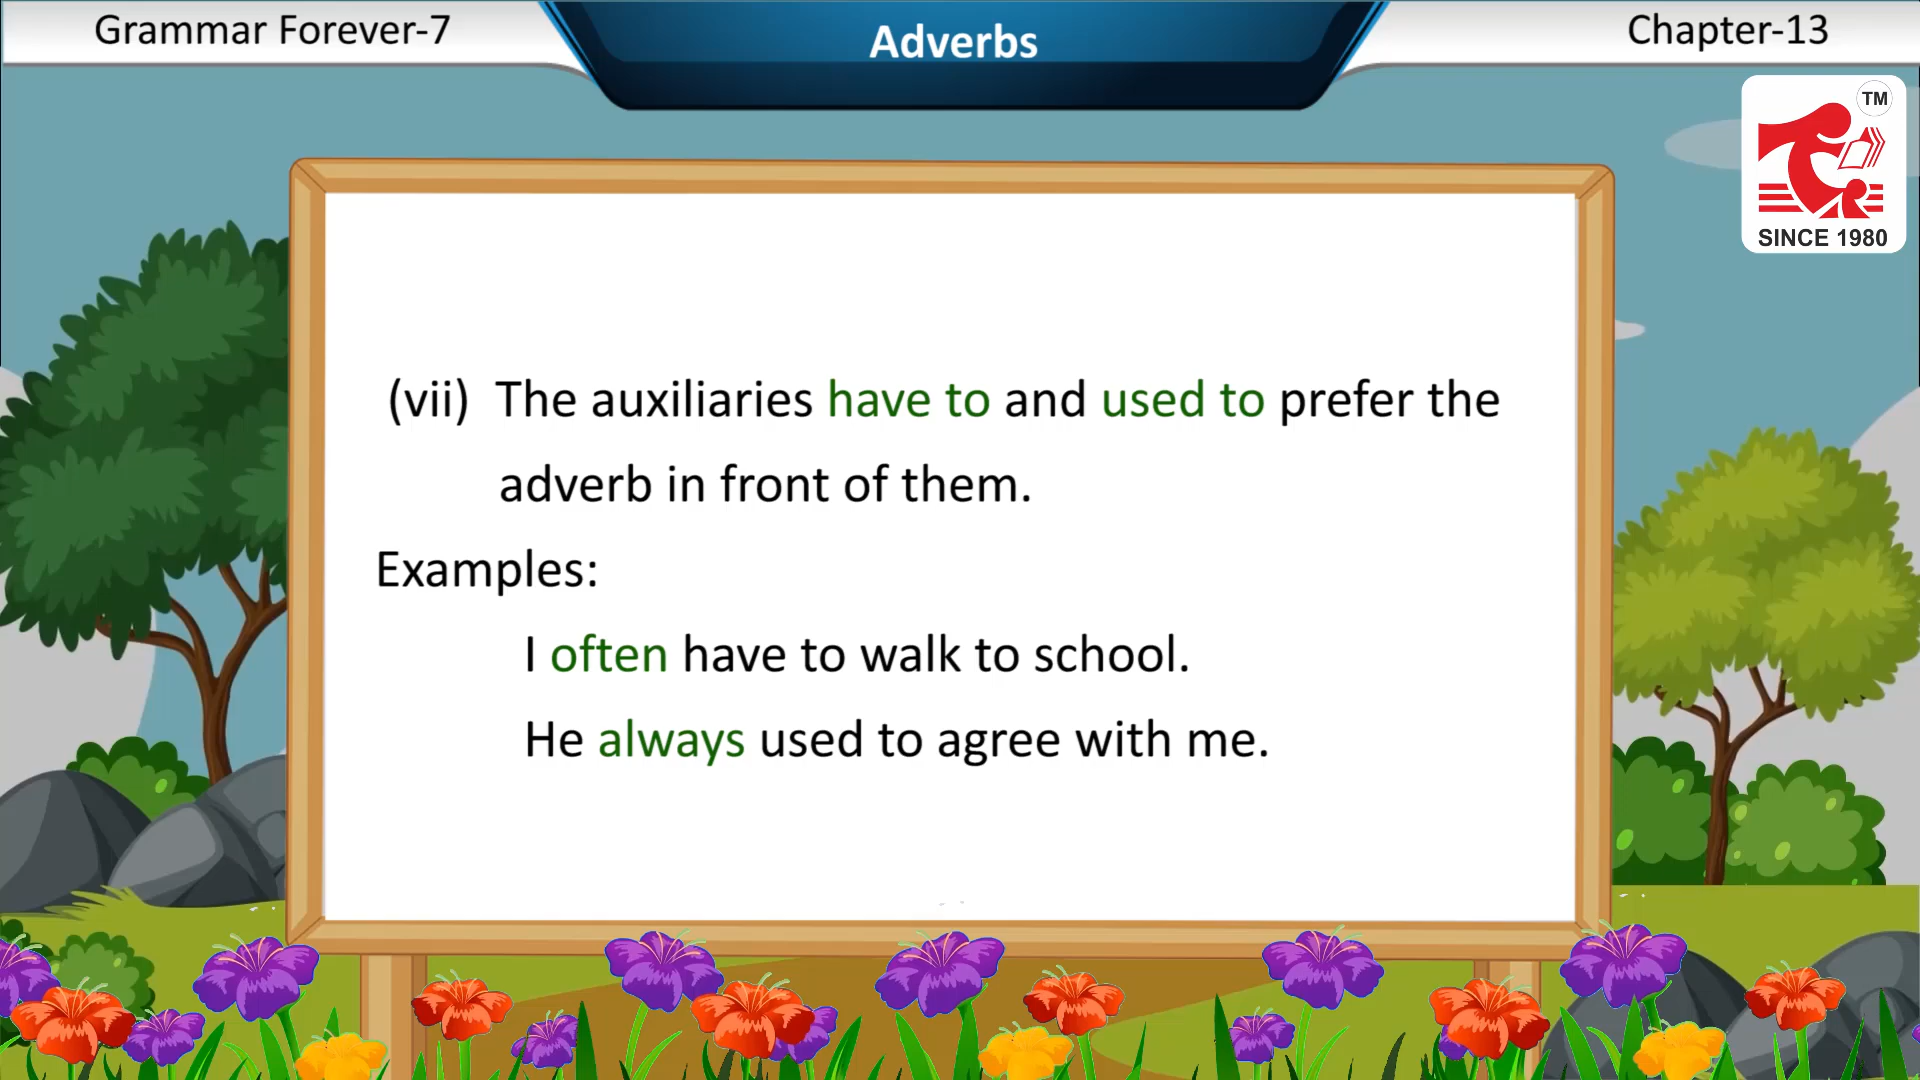 Grammar Forever-7
Adverbs
Chapter-13
TM
SINCE 1980
(vii) The auxiliaries have to and used to prefer the
adverb in front of them.
Examples:
I often have to walk to school.
He always used to agree with me.